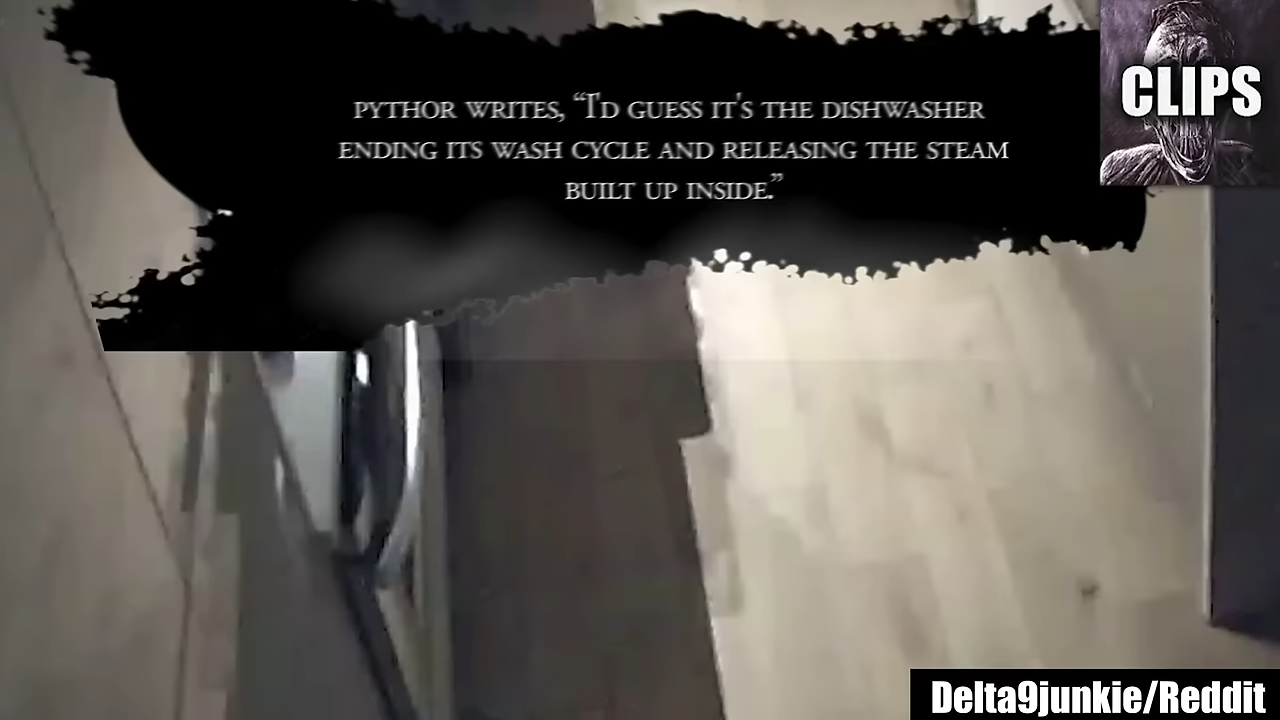 PYTHOR WRITES, “I'D GUESS IT'S THE DISHWASHER
ENDING ITS WASH CYCLE AND RELEASING THE STEAM
BUILT UP INSIDE.”
CLIPS
Delta9junkie/Reddit